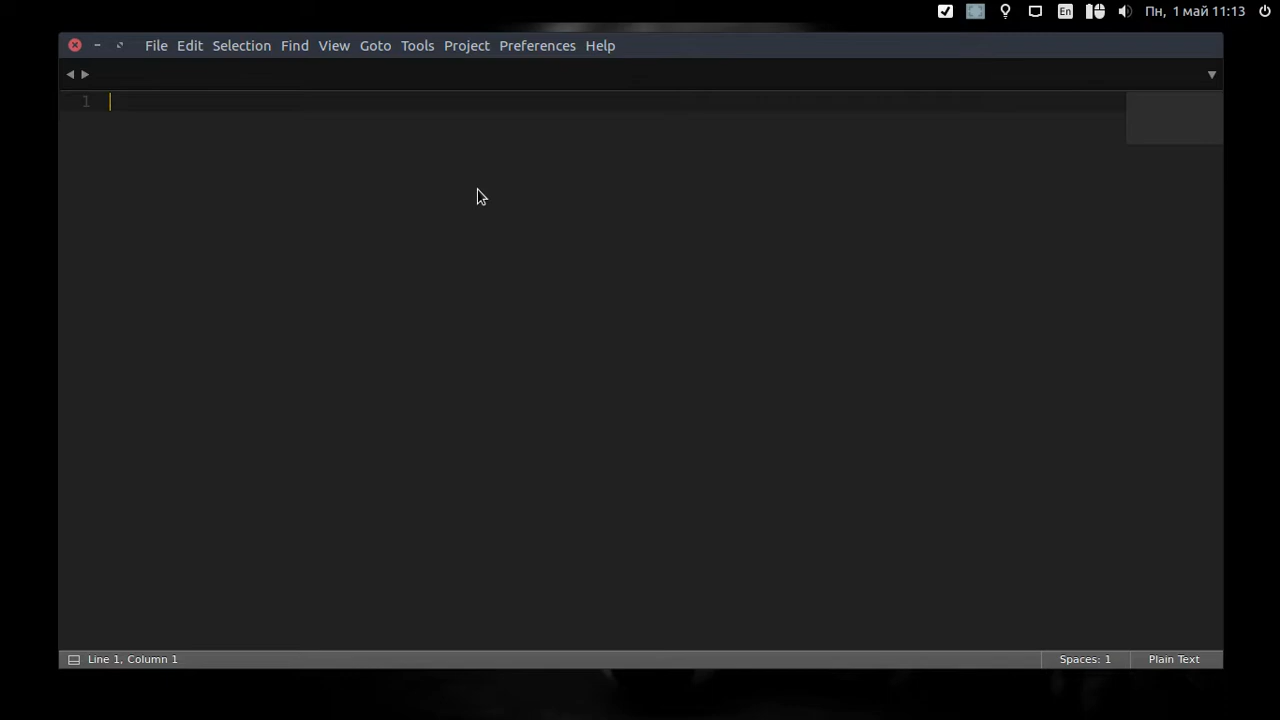 En Пн, 1 май 11:13
File Edit Selection Find View Goto Tools Project Preferences Help
1
Line 1, Column 1 Spaces: 1 Plain Text